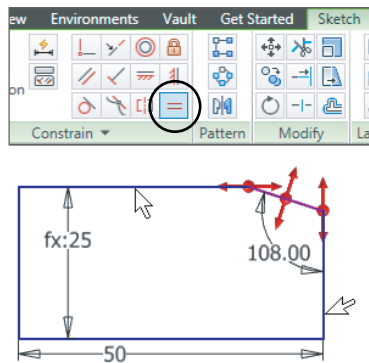 ew Environments Vault Get Started Sketch
on
Constrain Pattern Modify La
fx:25
108.00
50